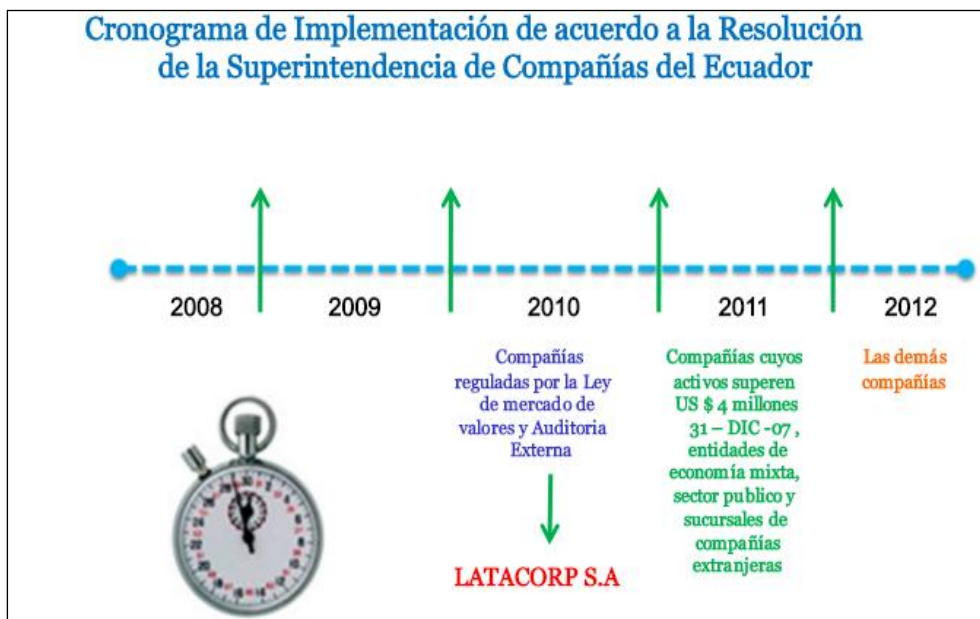 Cronograma de Implementación de acuerdo a la Resolución
de la Superintendencia de Compañías del Ecuador
2008
2009
2010
2011
2012
Compañías
reguladas por la Ley
de mercado de
valores y Auditoria
Externa
LATACORP S.A
Compañías cuyos
activos superen
US $ 4 millones
31 – DIC -07 ,
entidades de
economía mixta,
sector publico y
sucursales de
compañías
extranjeras
Las demás
compañías